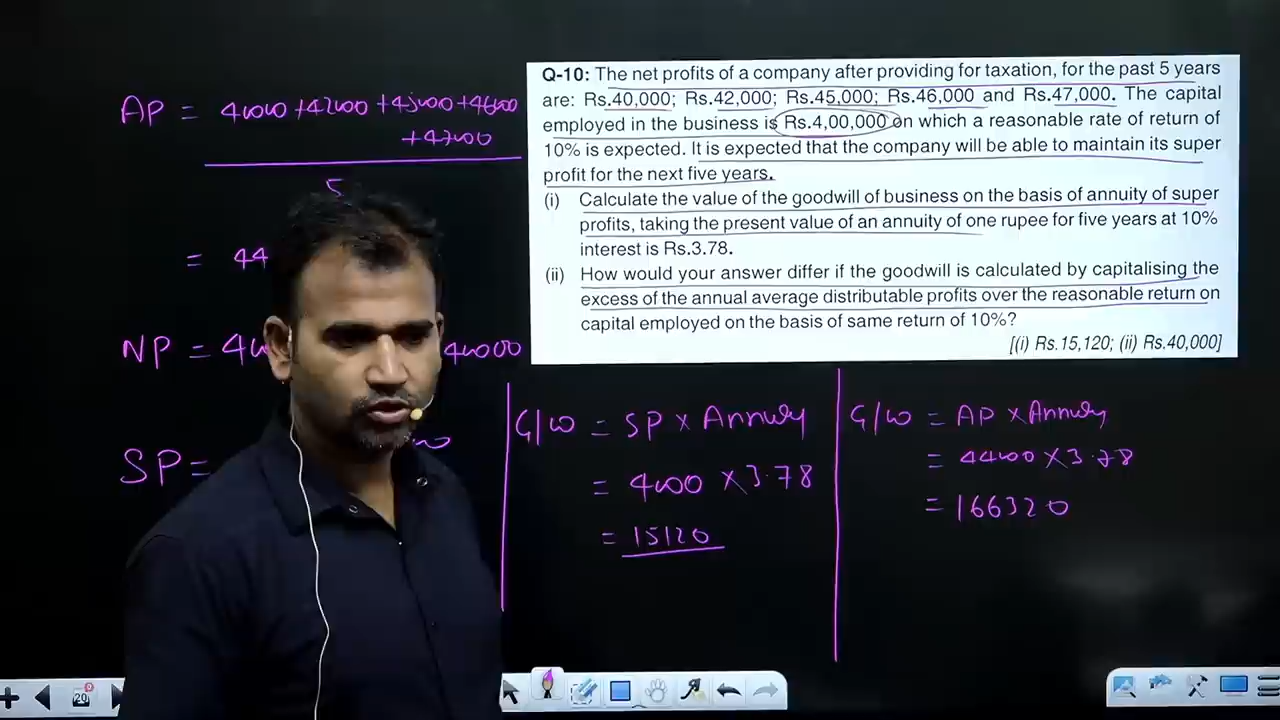 AP = 40000 + 42000 + 45000 + 46000
+ 47000
5
= 44
NP = 40
40000
SP =
Q-10: The net profits of a company after providing for taxation, for the past 5 years
are: Rs.40,000; Rs.42,000; Rs.45,000; Rs.46,000 and Rs.47,000. The capital
employed in the business is Rs.4,00,000 on which a reasonable rate of return of
10% is expected. It is expected that the company will be able to maintain its super
profit for the next five years.
(i) Calculate the value of the goodwill of business on the basis of annuity of super
profits, taking the present value of an annuity of one rupee for five years at 10%
interest is Rs.3.78.
(ii) How would your answer differ if the goodwill is calculated by capitalising the
excess of the annual average distributable profits over the reasonable return on
capital employed on the basis of same return of 10%?
[(i) Rs.15,120; (ii) Rs.40,000]
G/W = SP × Annuity
= 4000 × 3.78
= 15120
G/W = AP × Annuity
= 44000 × 3.78
= 166320
20